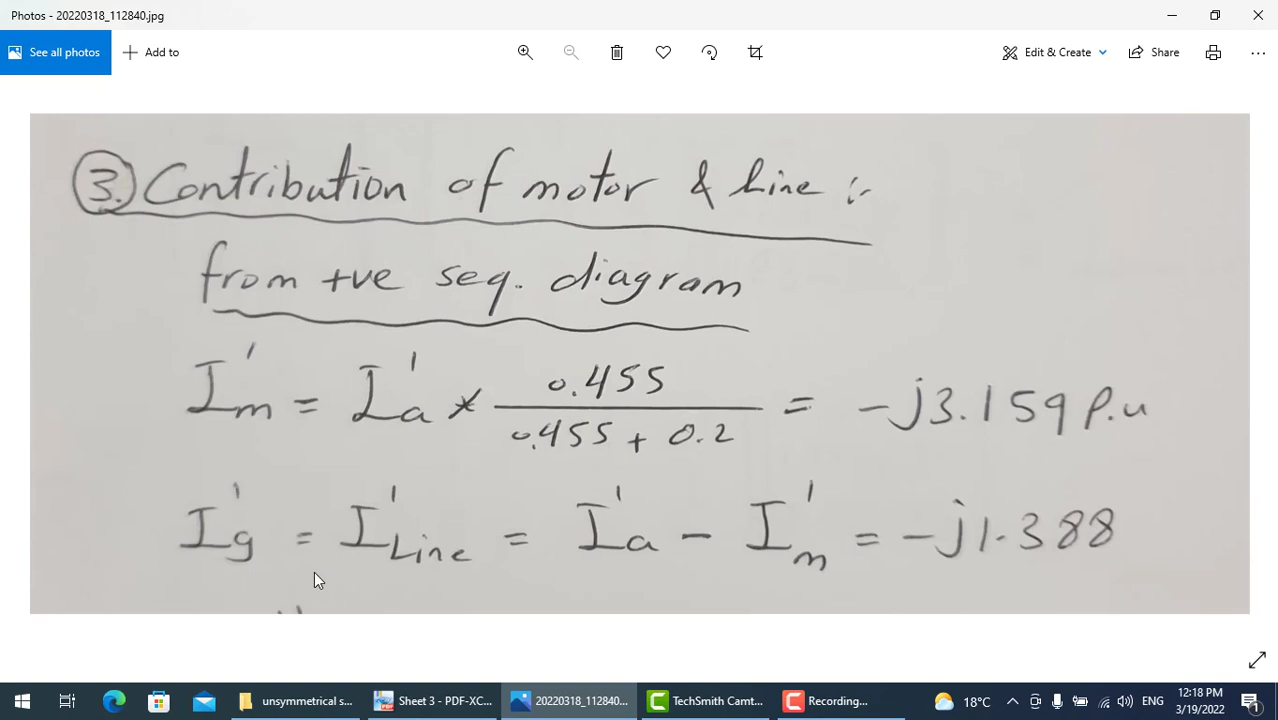 Photos - 20220318_112840.jpg
See all photos
Add to
Edit & Create
Share
3. Contribution of motor & Line :-
from +ve seq. diagram
I'm = I'a * 0.455 / 0.455 + 0.2 = -j3.159 P.u
I'g = I'Line = I'a - I'm = -j1.388
unsymmetrical s...
Sheet 3 - PDF-XC...
20220318_112840...
TechSmith Camt...
Recording...
18°C
ENG
12:18 PM
3/19/2022
1